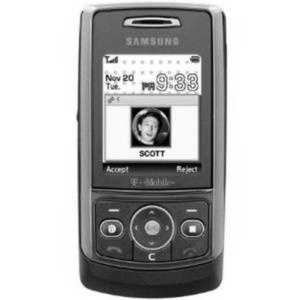 SAMSUNG
Nov 20
Tue. PM 9:33
SCOTT
Accept Reject
T··Mobile·
C